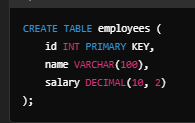 CREATE TABLE employees (
    id INT PRIMARY KEY,
    name VARCHAR(100),
    salary DECIMAL(10, 2)
);